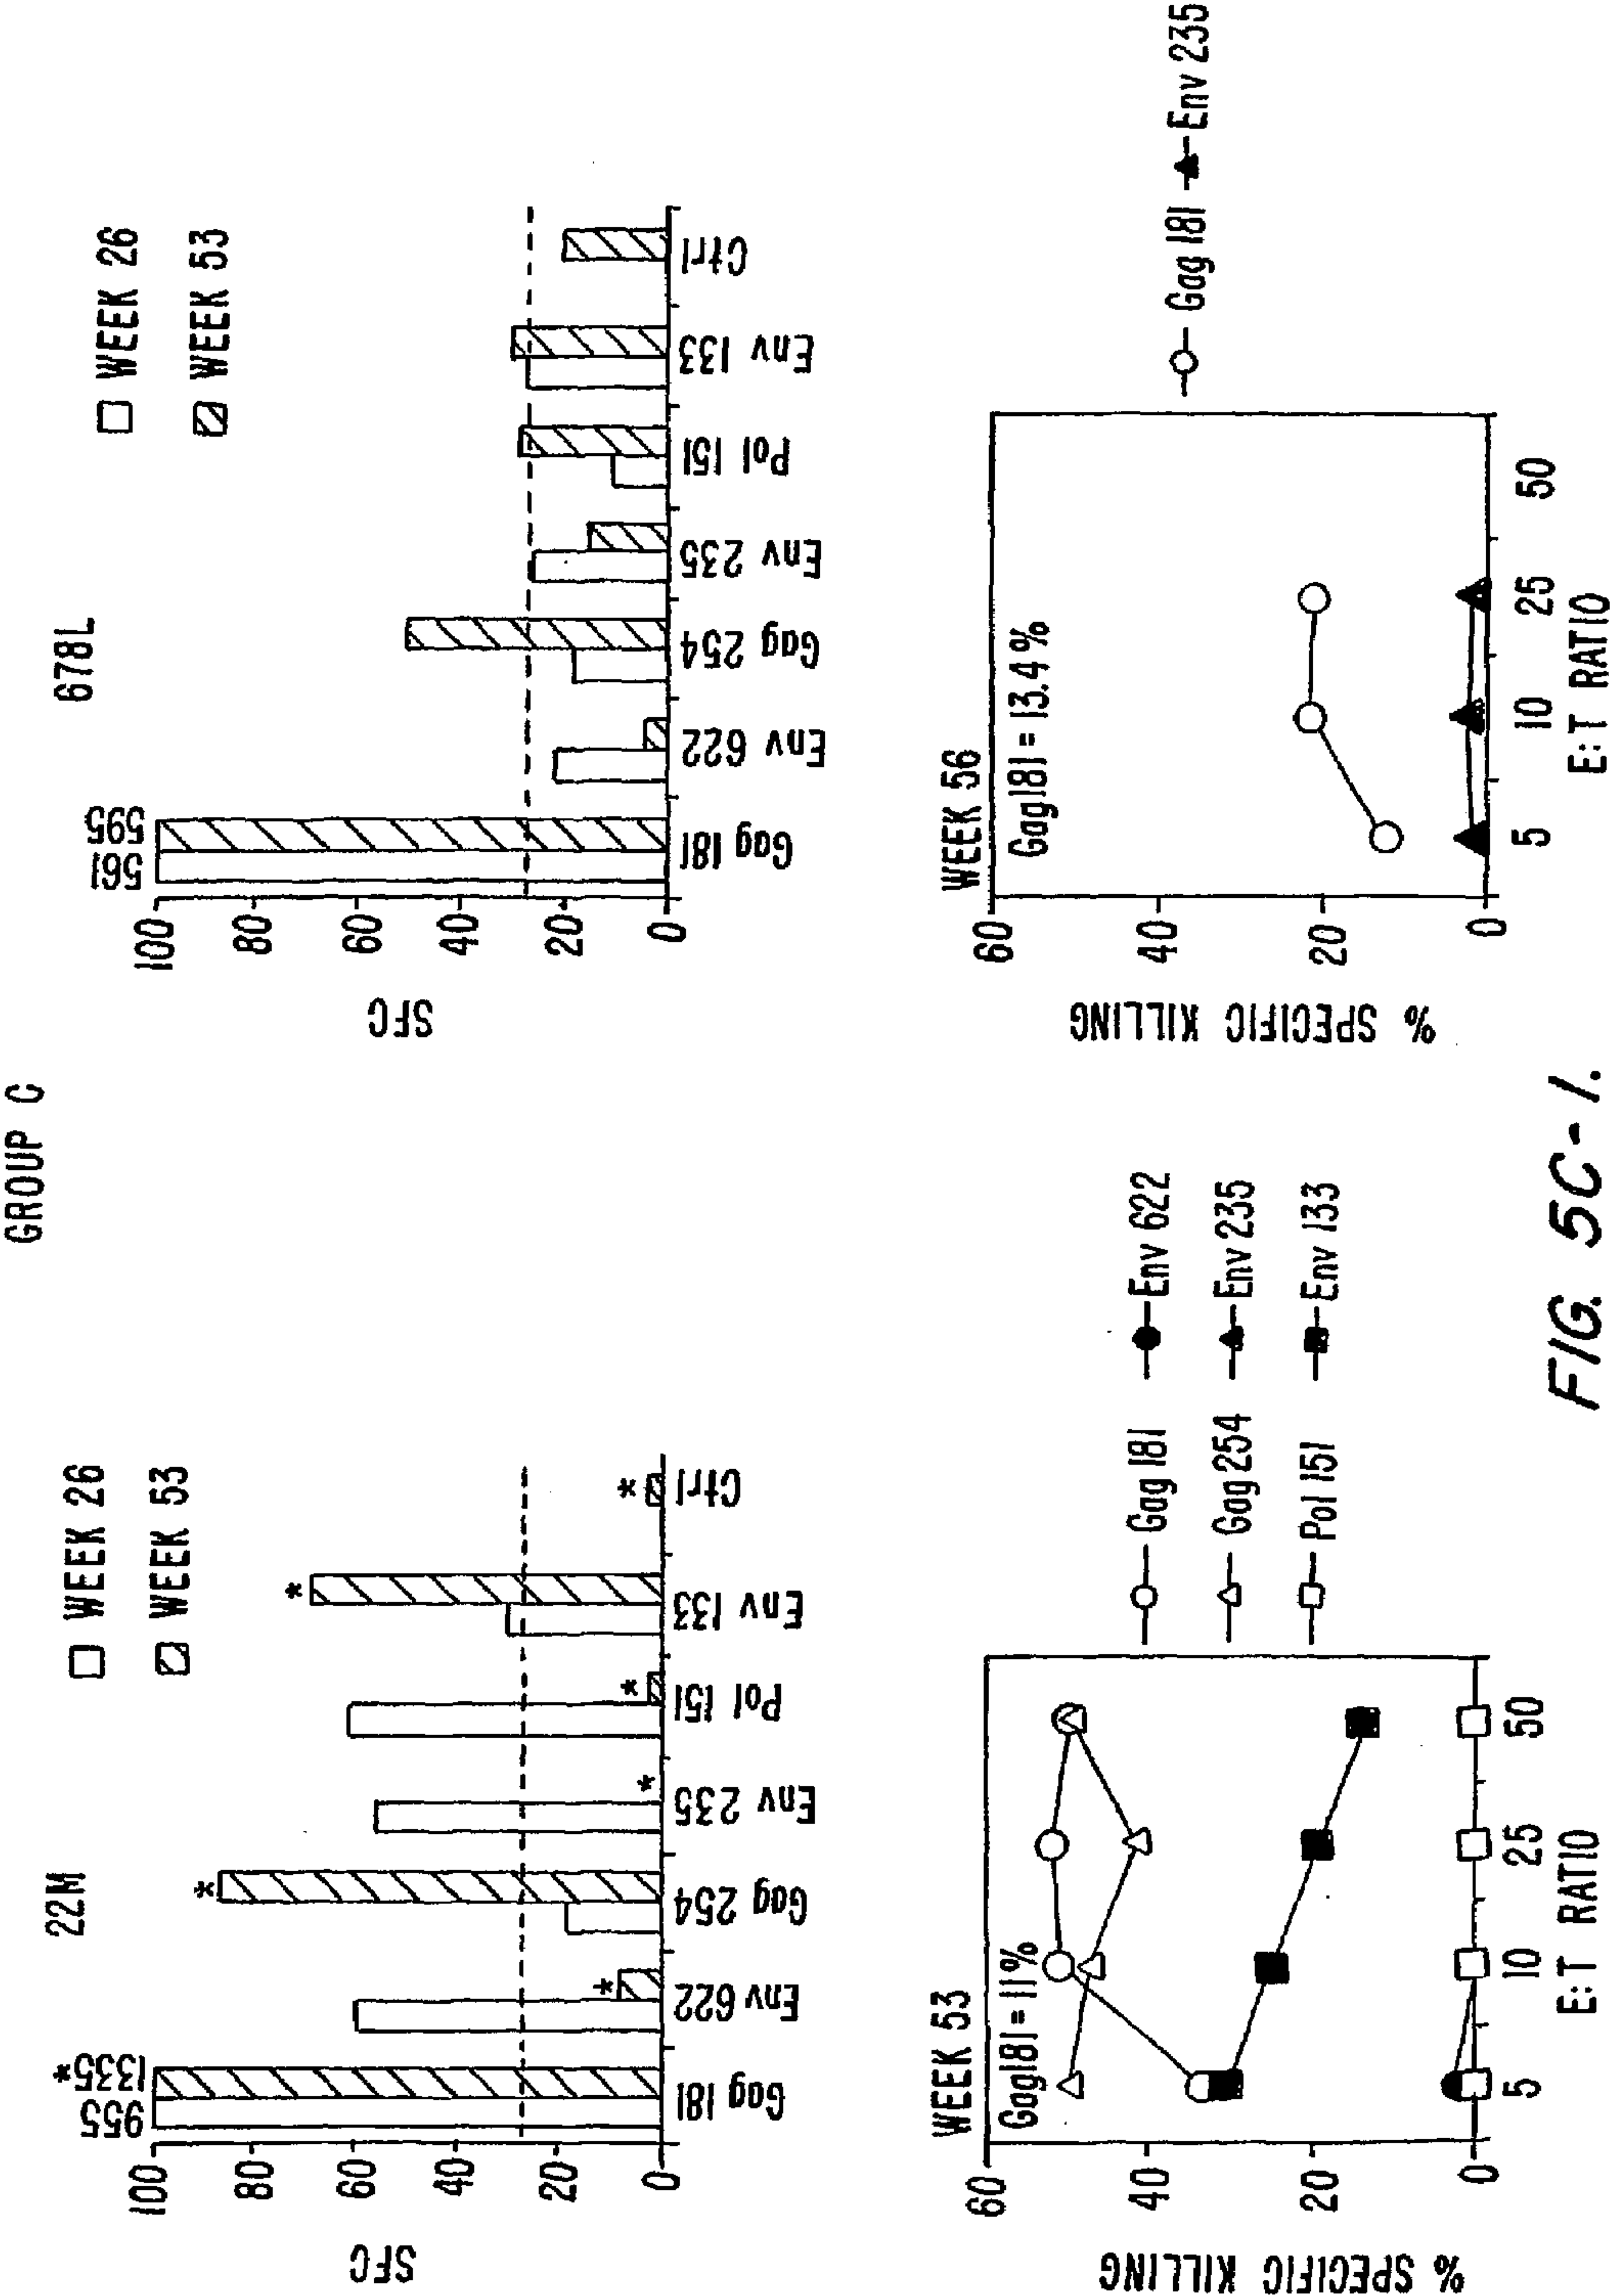 GROUP C
22M
WEEK 26
WEEK 53
SFC
100
80
60
40
20
0
955
1335*
*
*
*
*
*
*
Gag 181
Env 622
Gag 254
Env 235
Pol 151
Env 133
Ctrl
678L
WEEK 26
WEEK 53
SFC
100
80
60
40
20
0
561
595
Gag 181
Env 622
Gag 254
Env 235
Pol 151
Env 133
Ctrl
WEEK 53
Gag181 = 11%
% SPECIFIC KILLING
60
40
20
0
5
10
25
50
E:T RATIO
Gag 181
Env 622
Gag 254
Env 235
Pol 151
Env 133
WEEK 56
Gag181 = 13.4%
% SPECIFIC KILLING
60
40
20
0
5
10
25
50
E:T RATIO
Gag 181
Env 235
FIG. 5C-1.